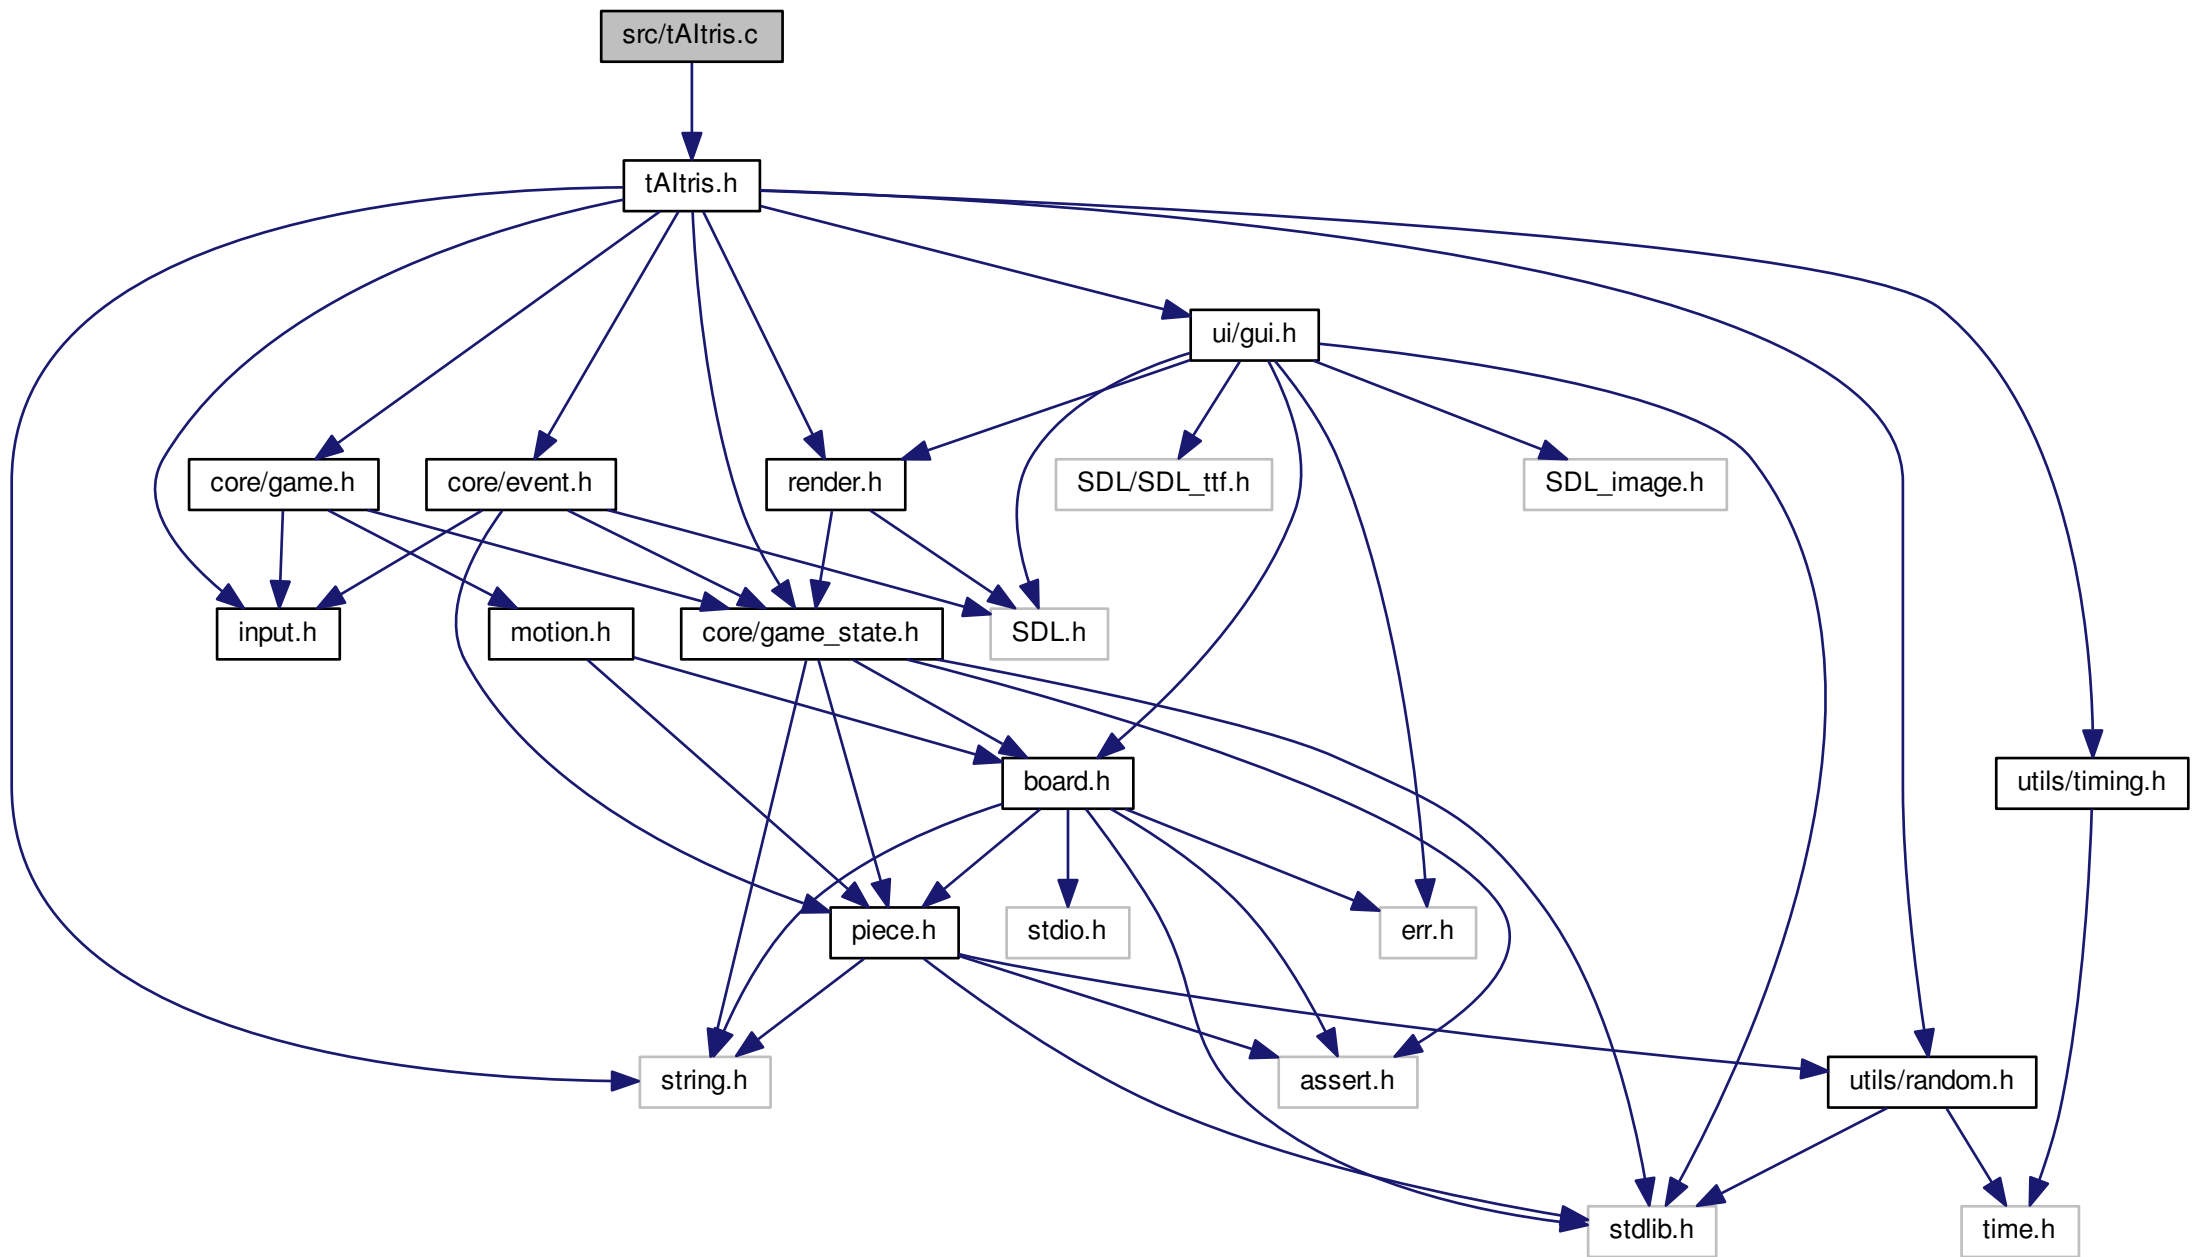 src/tAItris.c
tAItris.h
ui/gui.h
core/game.h
core/event.h
render.h
SDL/SDL_ttf.h
SDL_image.h
input.h
motion.h
core/game_state.h
SDL.h
board.h
utils/timing.h
piece.h
stdio.h
err.h
string.h
assert.h
utils/random.h
stdlib.h
time.h